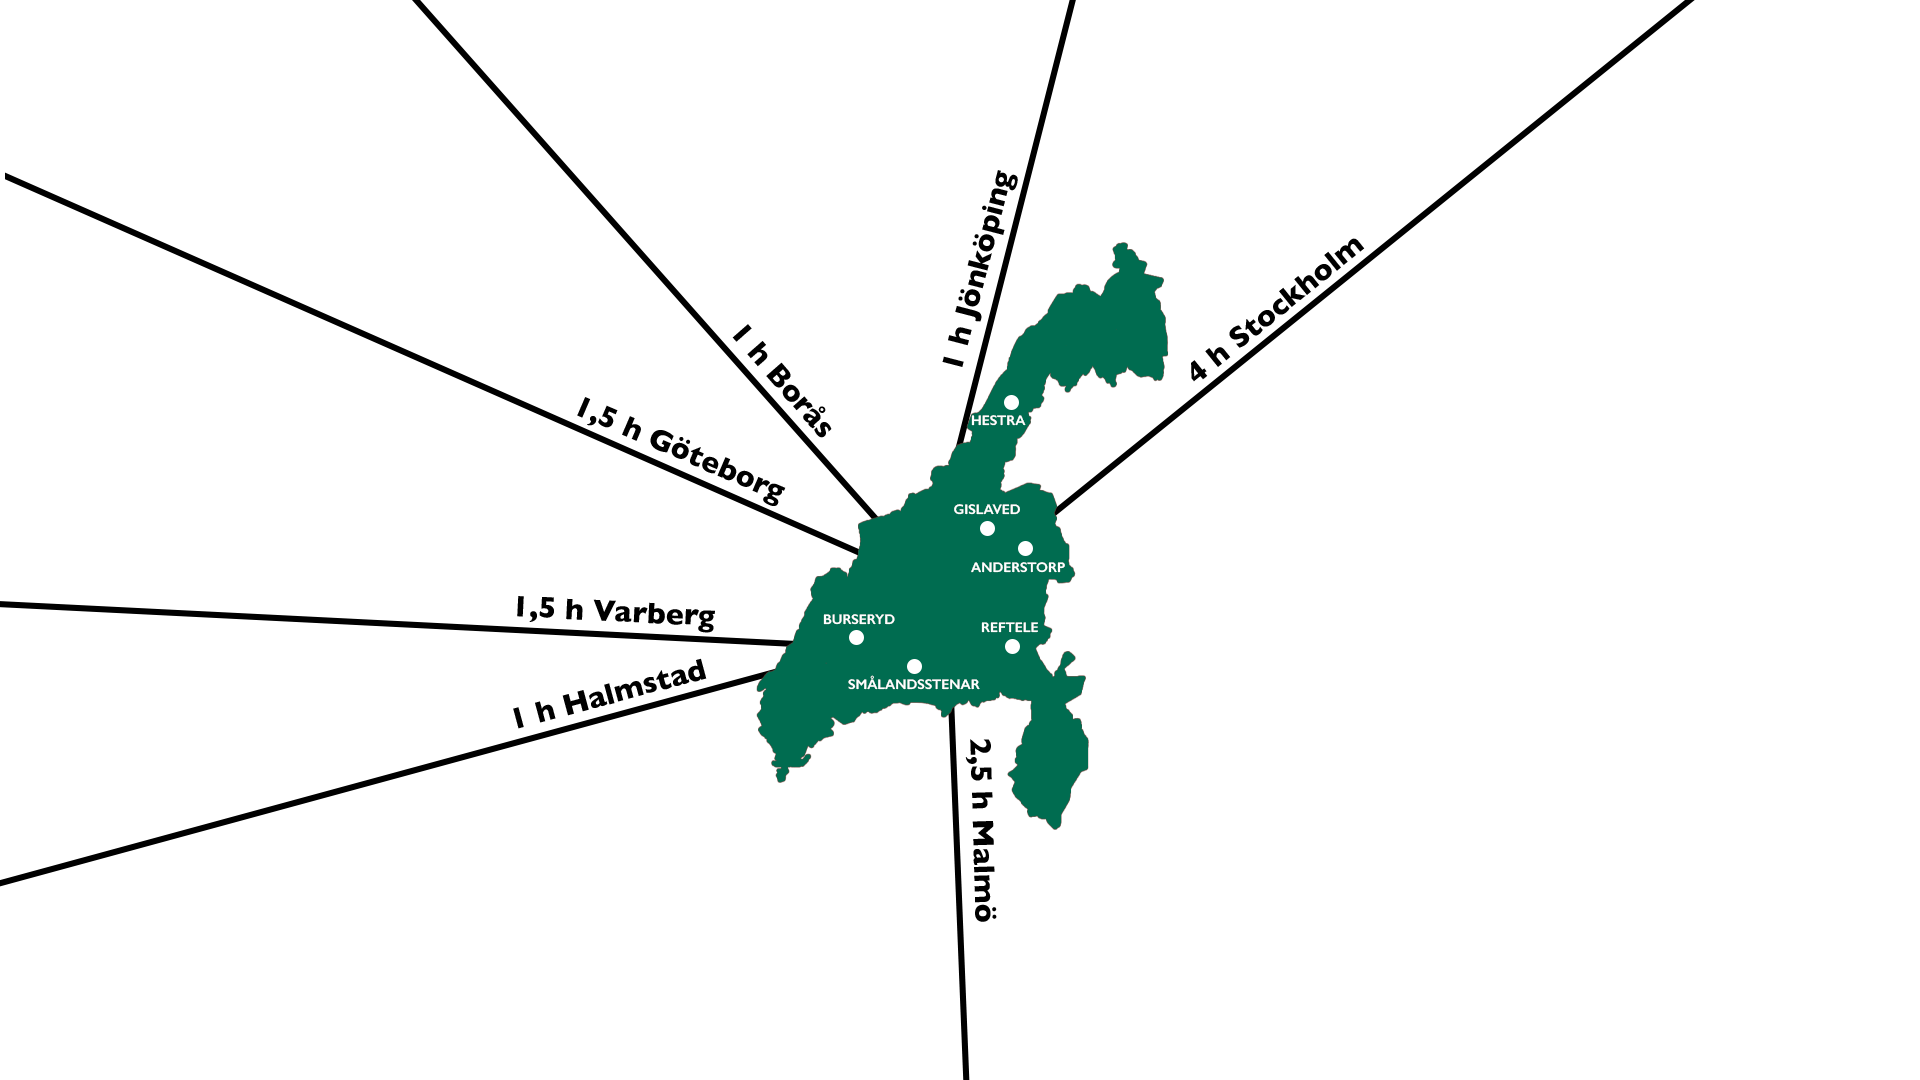 1 h Jönköping
4 h Stockholm
1 h Borås
1,5 h Göteborg
HESTRA
GISLAVED
ANDERSTORP
1,5 h Varberg
BURSERYD
REFTELE
1 h Halmstad
SMÅLANDSSTENAR
2,5 h Malmö